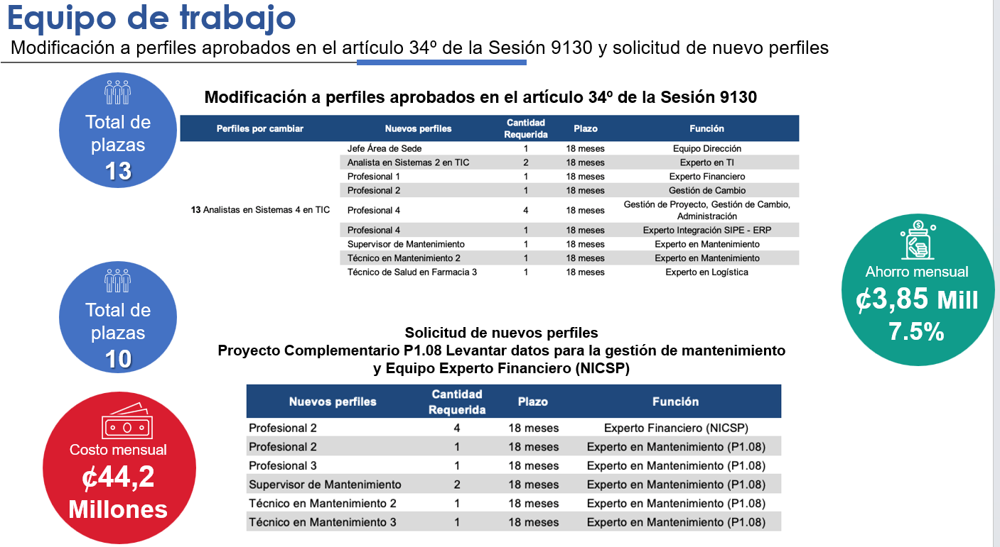 Equipo de trabajo
Modificación a perfiles aprobados en el artículo 34º de la Sesión 9130 y solicitud de nuevo perfiles
Total de
plazas
13
Modificación a perfiles aprobados en el artículo 34º de la Sesión 9130
Perfiles por cambiar Nuevos perfiles Cantidad Requerida Plazo Función
Jefe Área de Sede 1 18 meses Equipo Dirección
Analista en Sistemas 2 en TIC 2 18 meses Experto en TI
Profesional 1 1 18 meses Experto Financiero
Profesional 2 1 18 meses Gestión de Cambio
13 Analistas en Sistemas 4 en TIC Profesional 4 4 18 meses Gestión de Proyecto, Gestión de Cambio,
Administración
Profesional 4 1 18 meses Experto Integración SIPE - ERP
Supervisor de Mantenimiento 1 18 meses Experto en Mantenimiento
Técnico en Mantenimiento 2 1 18 meses Experto en Mantenimiento
Técnico de Salud en Farmacia 3 1 18 meses Experto en Logística
Total de
plazas
10
Ahorro mensual
₡3,85 Mill
7.5%
Solicitud de nuevos perfiles
Proyecto Complementario P1.08 Levantar datos para la gestión de mantenimiento
y Equipo Experto Financiero (NICSP)
Costo mensual
₡44,2
Millones
Nuevos perfiles Cantidad Requerida Plazo Función
Profesional 2 4 18 meses Experto Financiero (NICSP)
Profesional 2 1 18 meses Experto en Mantenimiento (P1.08)
Profesional 3 1 18 meses Experto en Mantenimiento (P1.08)
Supervisor de Mantenimiento 2 18 meses Experto en Mantenimiento (P1.08)
Técnico en Mantenimiento 2 1 18 meses Experto en Mantenimiento (P1.08)
Técnico en Mantenimiento 3 1 18 meses Experto en Mantenimiento (P1.08)